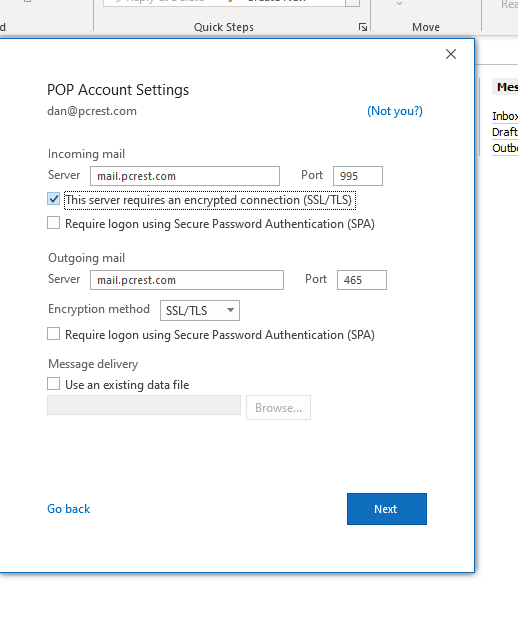 Quick Steps
Move
POP Account Settings
dan@pcrest.com
(Not you?)
Incoming mail
Server mail.pcrest.com Port 995
This server requires an encrypted connection (SSL/TLS)
Require logon using Secure Password Authentication (SPA)
Outgoing mail
Server mail.pcrest.com Port 465
Encryption method SSL/TLS
Require logon using Secure Password Authentication (SPA)
Message delivery
Use an existing data file
Browse...
Go back
Next
Mes
Inbox
Draft
Outbo